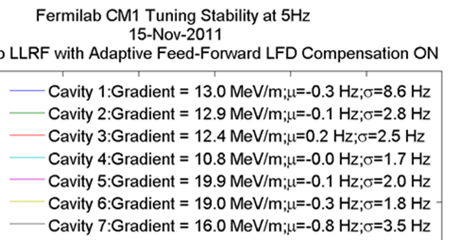 Fermilab CM1 Tuning Stability at 5Hz
15-Nov-2011
LLRF with Adaptive Feed-Forward LFD Compensation ON
Cavity 1:Gradient = 13.0 MeV/m;μ=-0.3 Hz;σ=8.6 Hz
Cavity 2:Gradient = 12.9 MeV/m;μ=-0.1 Hz;σ=2.8 Hz
Cavity 3:Gradient = 12.4 MeV/m;μ=0.2 Hz;σ=2.5 Hz
Cavity 4:Gradient = 10.8 MeV/m;μ=-0.0 Hz;σ=1.7 Hz
Cavity 5:Gradient = 19.9 MeV/m;μ=-0.1 Hz;σ=2.0 Hz
Cavity 6:Gradient = 19.0 MeV/m;μ=-0.3 Hz;σ=1.8 Hz
Cavity 7:Gradient = 16.0 MeV/m;μ=-0.8 Hz;σ=3.5 Hz